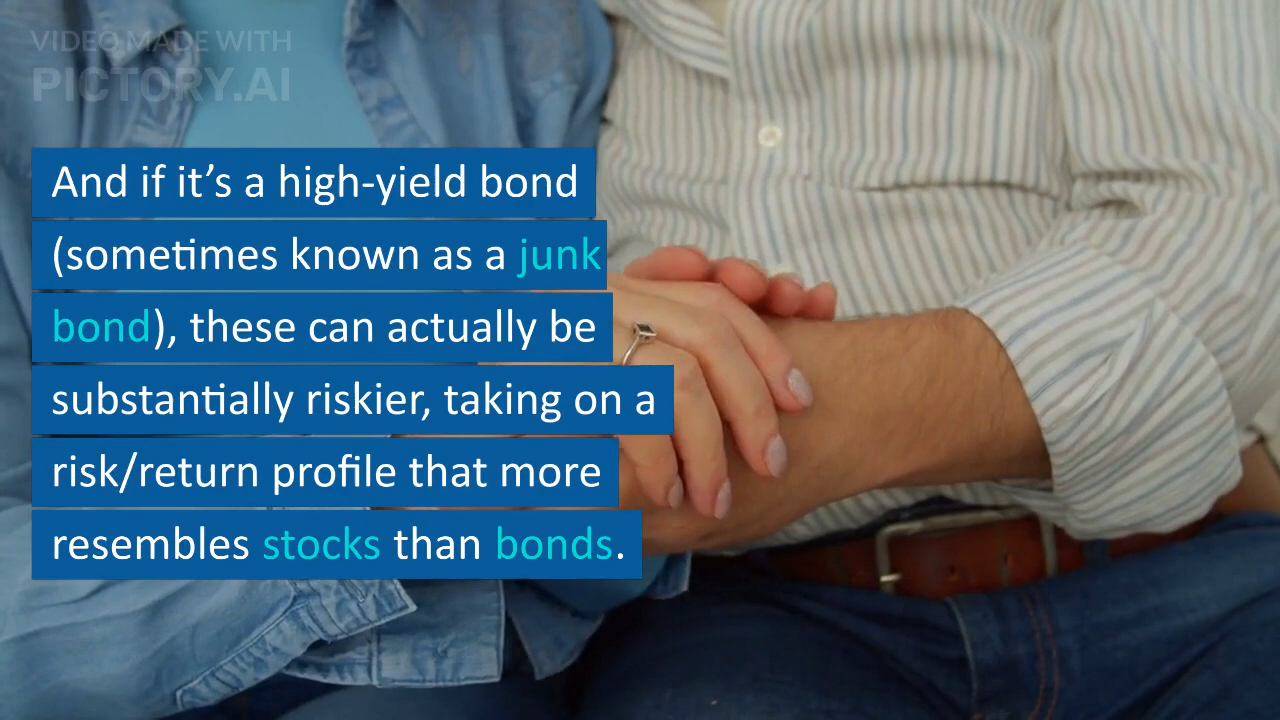 VIDEO MADE WITH
PICTORY.AI
And if it’s a high-yield bond
(sometimes known as a junk
bond), these can actually be
substantially riskier, taking on a
risk/return profile that more
resembles stocks than bonds.